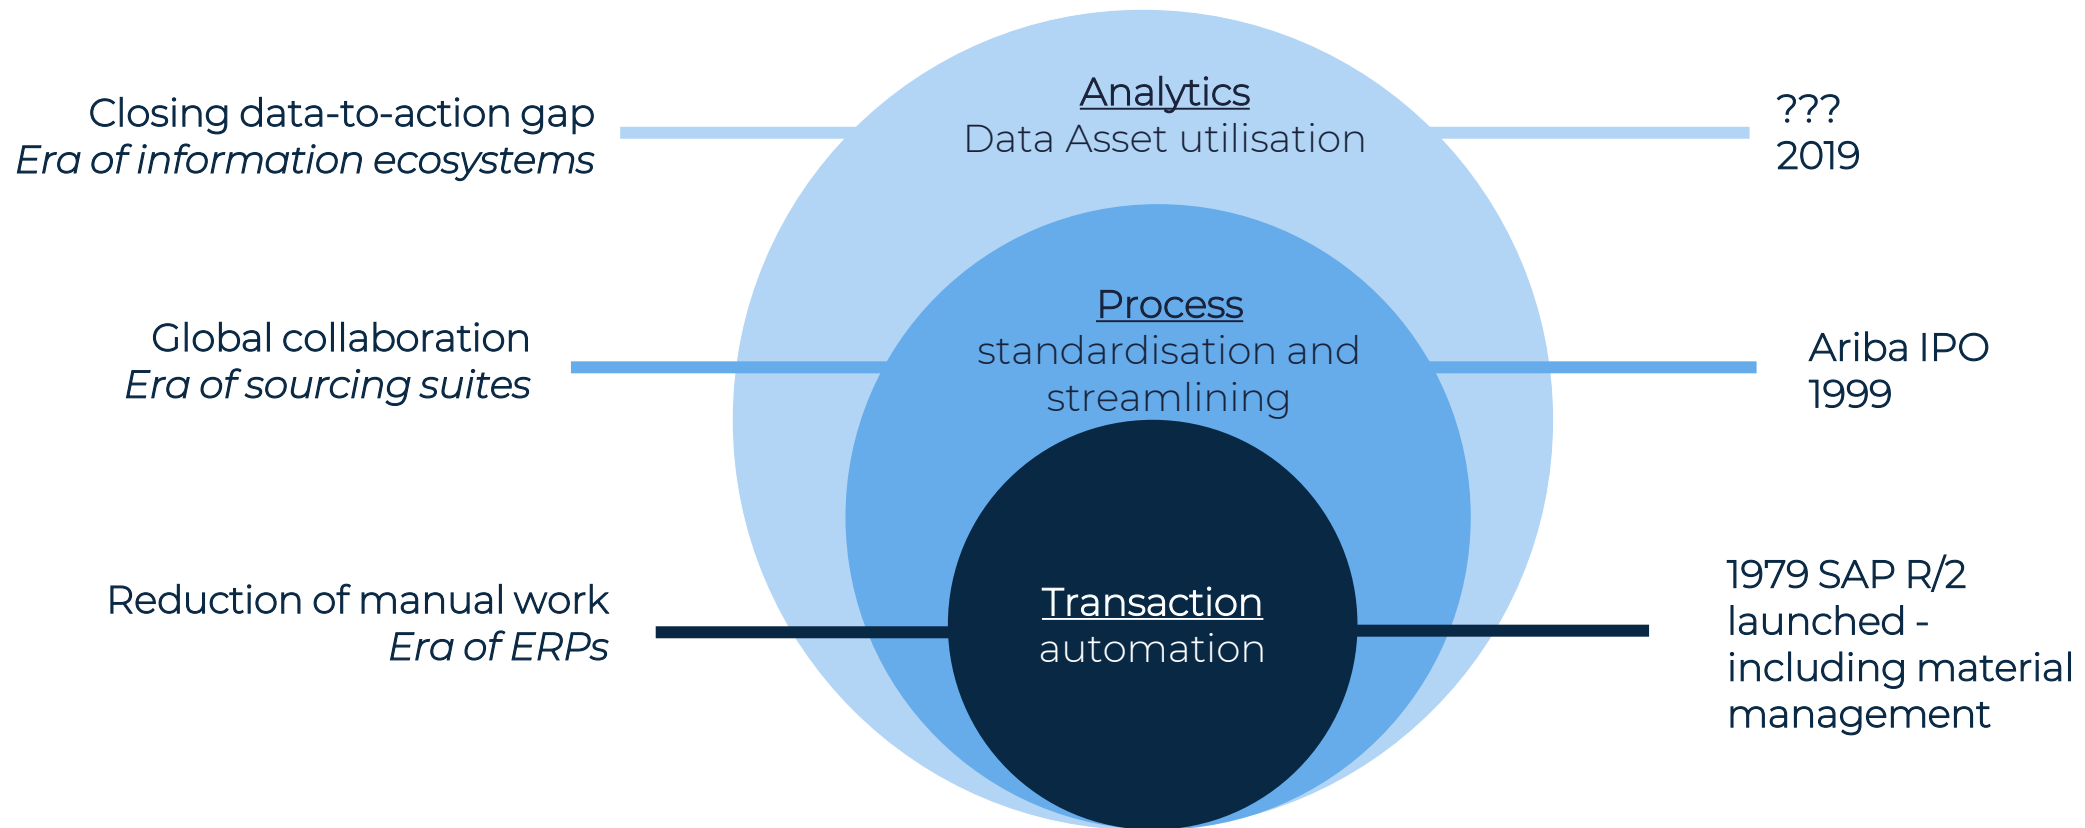 Closing data-to-action gap
Era of information ecosystems
Analytics
Data Asset utilisation
???
2019
Global collaboration
Era of sourcing suites
Process
standardisation and
streamlining
Ariba IPO
1999
Reduction of manual work
Era of ERPs
Transaction
automation
1979 SAP R/2
launched -
including material
management